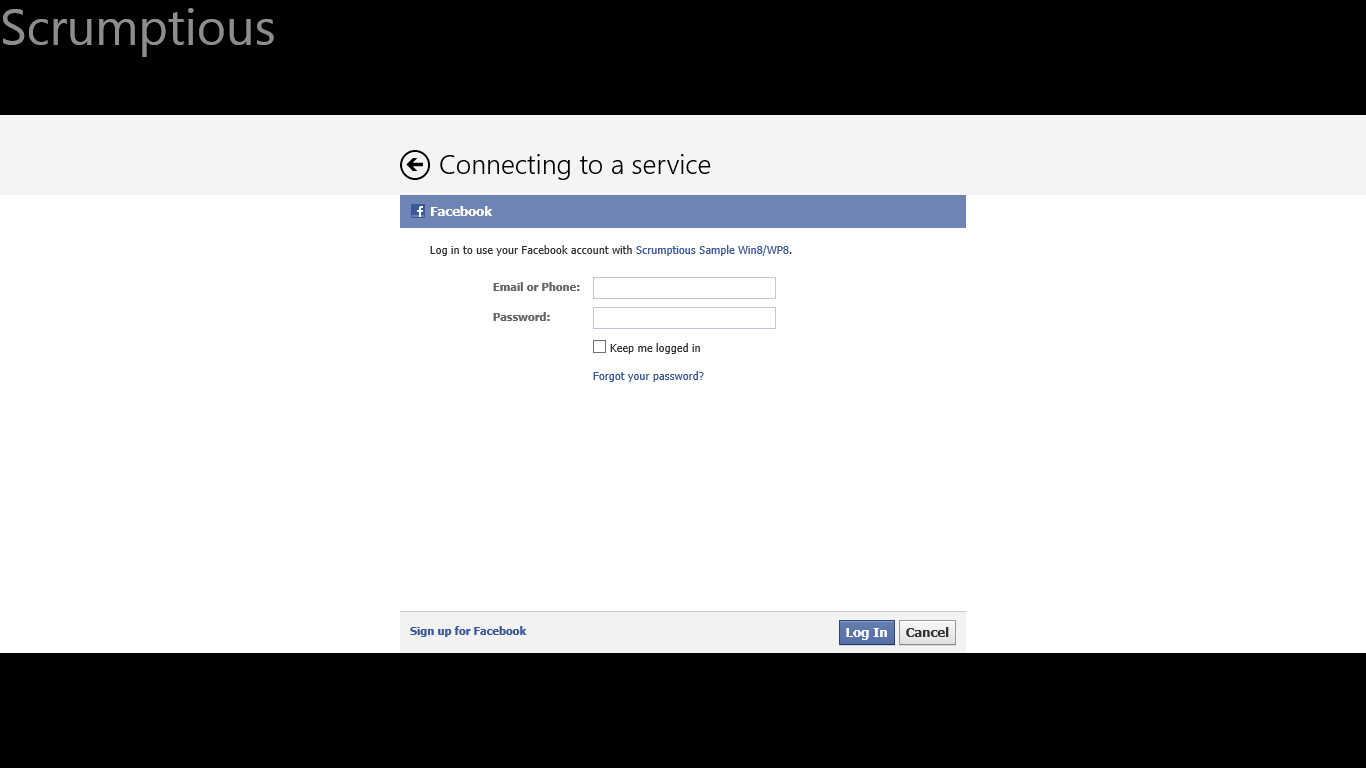 Scrumptious
Connecting to a service
Facebook
Log in to use your Facebook account with Scrumptious Sample Win8/WP8.
Email or Phone:
Password:
Keep me logged in
Forgot your password?
Sign up for Facebook
Log In
Cancel